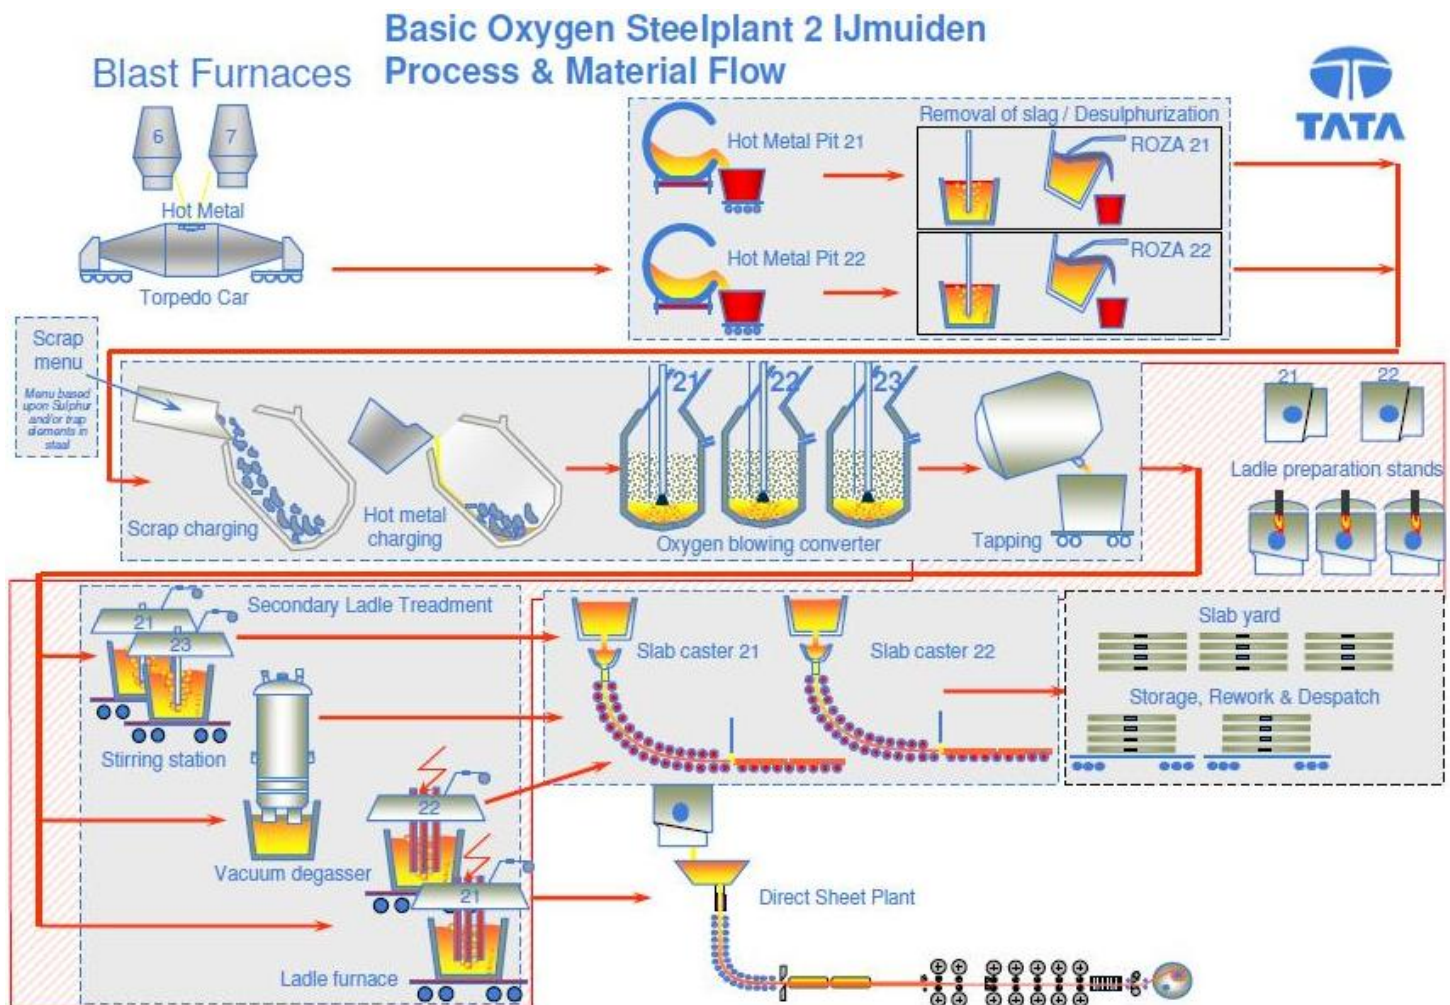 Basic Oxygen Steelplant 2 IJmuiden
Process & Material Flow
Blast Furnaces
TATA
6
7
Hot Metal
Torpedo Car
Hot Metal Pit 21
Removal of slag / Desulphurization
ROZA 21
Hot Metal Pit 22
ROZA 22
Scrap
menu
Menu based
upon Sulphur
and/or trap
elements in
staal
Scrap charging
Hot metal
charging
21
22
23
Oxygen blowing converter
Tapping
21
22
Ladle preparation stands
Secondary Ladle Treadment
21
23
Stirring station
Vacuum degasser
22
21
Ladle furnace
Slab caster 21
Slab caster 22
Slab yard
Storage, Rework & Despatch
Direct Sheet Plant